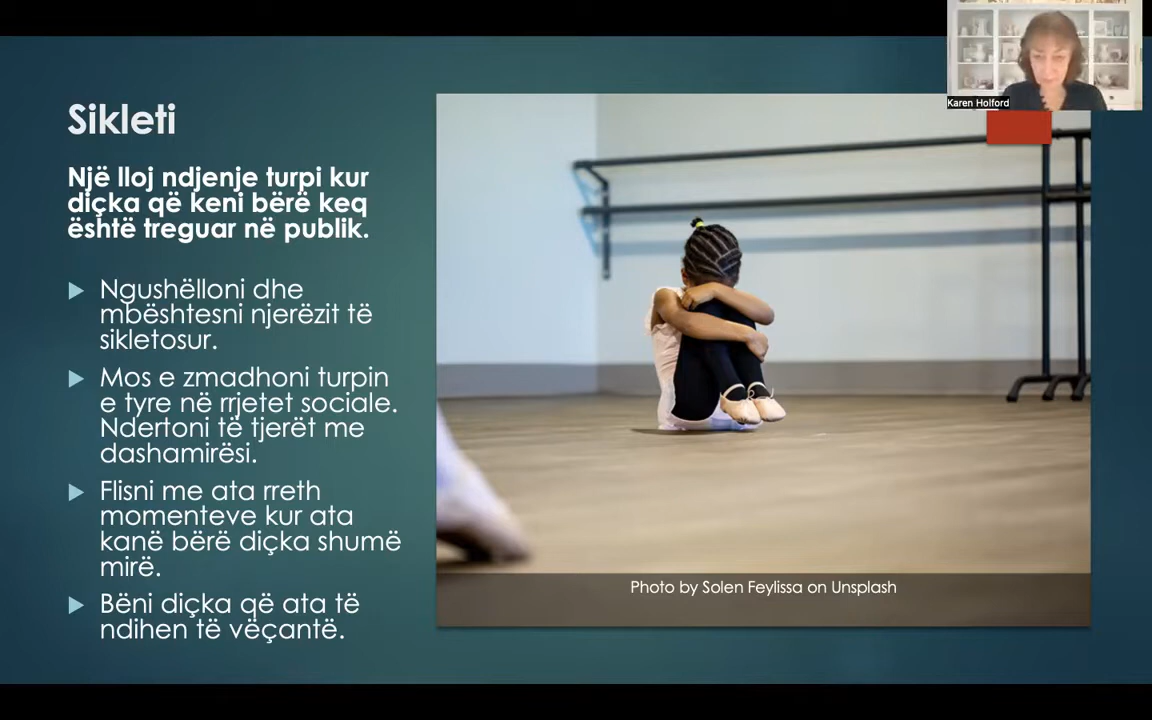 Karen Holford
Sikleti
Një lloj ndjenje turpi kur
diçka që keni bërë keq
është treguar në publik.
Ngushëlloni dhe
mbështesni njerëzit të
sikletosur.
Mos e zmadhoni turpin
e tyre në rrjetet sociale.
Ndertoni të tjerët me
dashamirësi.
Flisni me ata rreth
momenteve kur ata
kanë bërë diçka shumë
mirë.
Bëni diçka që ata të
ndihen të vëçantë.
Photo by Solen Feylissa on Unsplash